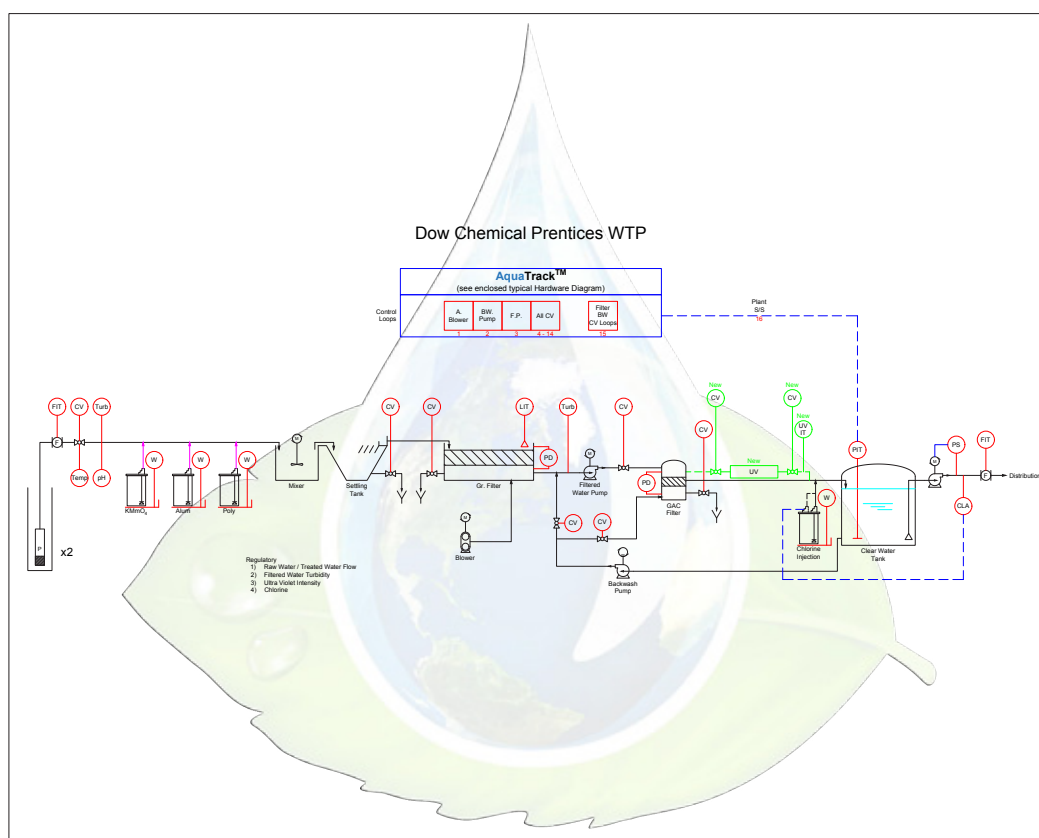 Dow Chemical Prentices WTP
AquaTrack™
(see enclosed typical Hardware Diagram)
Control
Loops
A.
Blower
BW.
Pump
F.P.
All CV
Filter
BW
CV Loops
1
2
3
4 - 14
15
Plant
S/S
16
FIT
CV
Turb
F
Temp
pH
W
W
W
KMmO₄
Alum
Poly
P
x2
M
Mixer
Settling
Tank
CV
CV
LIT
PD
Gr. Filter
M
Blower
Turb
M
Filtered
Water Pump
CV
CV
CV
PD
GAC
Filter
CV
Backwash
Pump
New
CV
New
UV
New
CV
UV
IT
W
Chlorine
Injection
PIT
Clear Water
Tank
M
PS
CLA
FIT
F
Distribution
Regulatory
1) Raw Water / Treated Water Flow
2) Filtered Water Turbidity
3) Ultra Violet Intensity
4) Chlorine